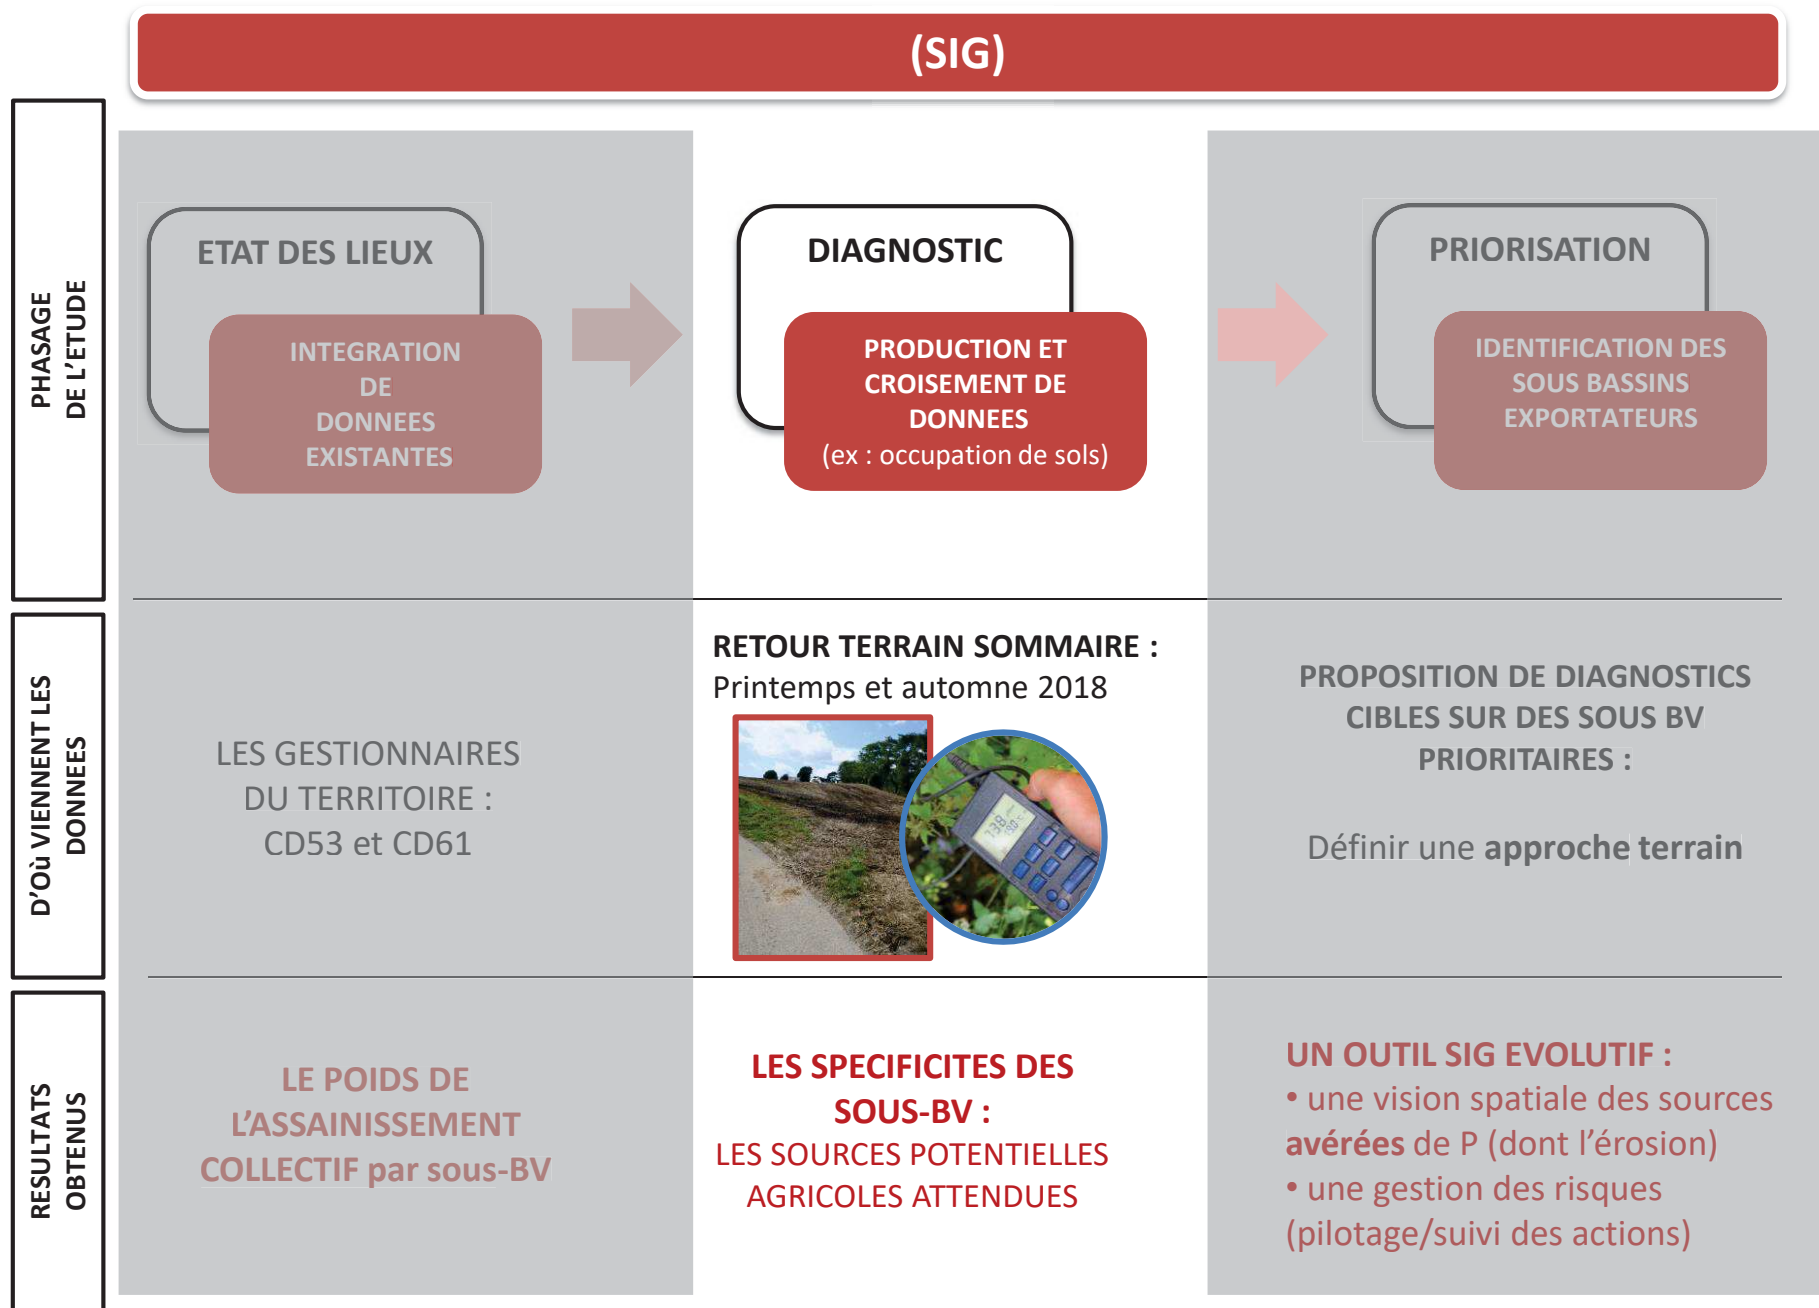 (SIG)
PHASAGE
DE L'ETUDE
ETAT DES LIEUX
INTEGRATION
DE
DONNEES
EXISTANTES
DIAGNOSTIC
PRODUCTION ET
CROISEMENT DE
DONNEES
(ex : occupation de sols)
PRIORISATION
IDENTIFICATION DES
SOUS BASSINS
EXPORTATEURS
D'Où VIENNENT LES
DONNEES
LES GESTIONNAIRES
DU TERRITOIRE :
CD53 et CD61
RETOUR TERRAIN SOMMAIRE :
Printemps et automne 2018
738
PROPOSITION DE DIAGNOSTICS
CIBLES SUR DES SOUS BV
PRIORITAIRES :
Définir une approche terrain
RESULTATS
OBTENUS
LE POIDS DE
L'ASSAINISSEMENT
COLLECTIF par sous-BV
LES SPECIFICITES DES
SOUS-BV :
LES SOURCES POTENTIELLES
AGRICOLES ATTENDUES
UN OUTIL SIG EVOLUTIF :
• une vision spatiale des sources
avérées de P (dont l'érosion)
• une gestion des risques
(pilotage/suivi des actions)